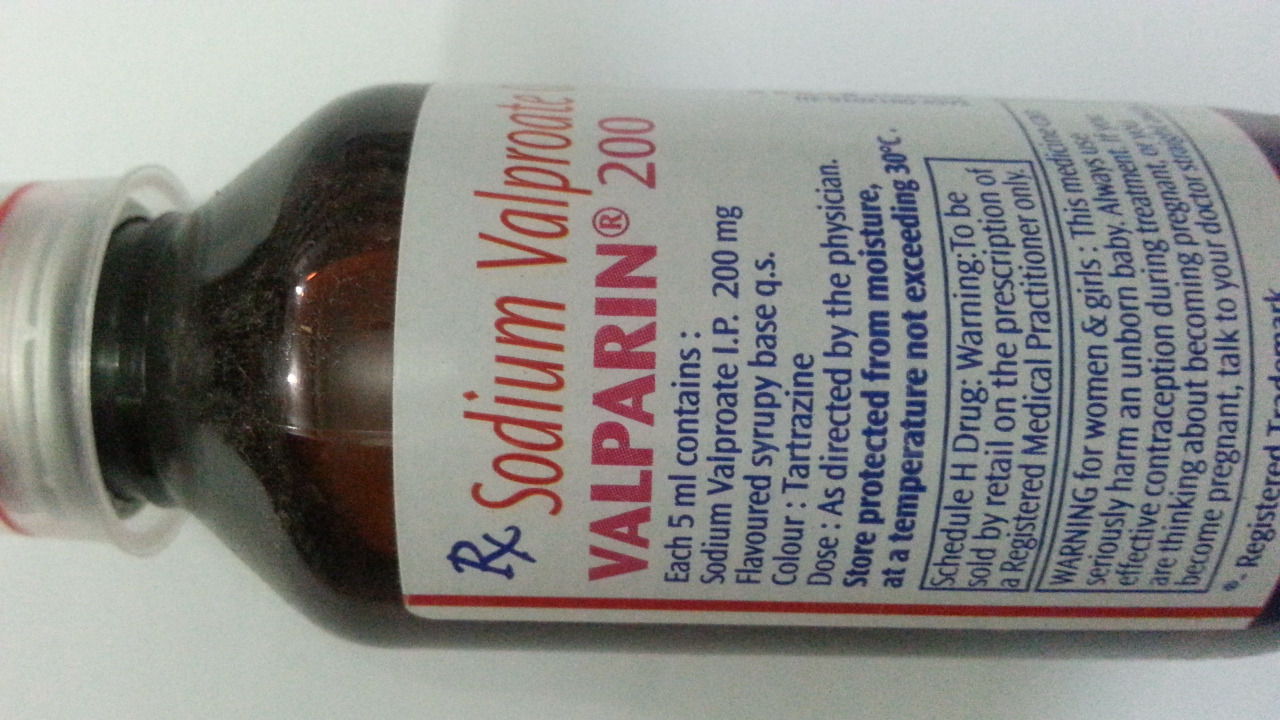 Rx Sodium Valproate
VALPARIN® 200
Each 5 ml contains :
Sodium Valproate I.P. 200 mg
Flavoured syrupy base q.s.
Colour : Tartrazine
Dose : As directed by the physician.
Store protected from moisture,
at a temperature not exceeding 30°C.
Schedule H Drug: Warning:To be
sold by retail on the prescription of
a Registered Medical Practitioner only.
WARNING for women & girls : This medicine can
seriously harm an unborn baby. Always use
effective contraception during treatment. If you
are thinking about becoming pregnant, or you
become pregnant, talk to your doctor straight
®- Registered Trademark